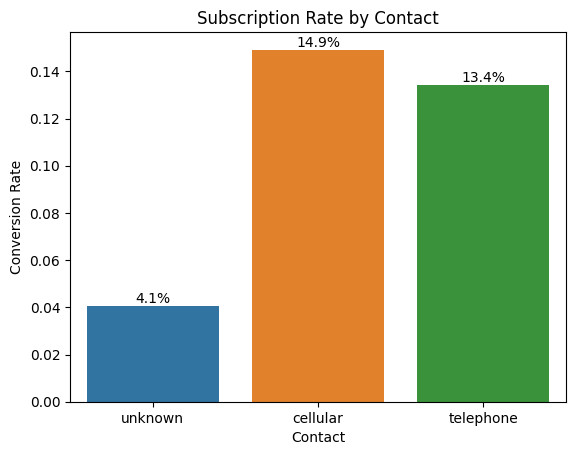 Subscription Rate by Contact
14.9%
13.4%
4.1%
0.14
0.12
0.10
0.08
0.06
0.04
0.02
0.00
Conversion Rate
unknown cellular telephone
Contact